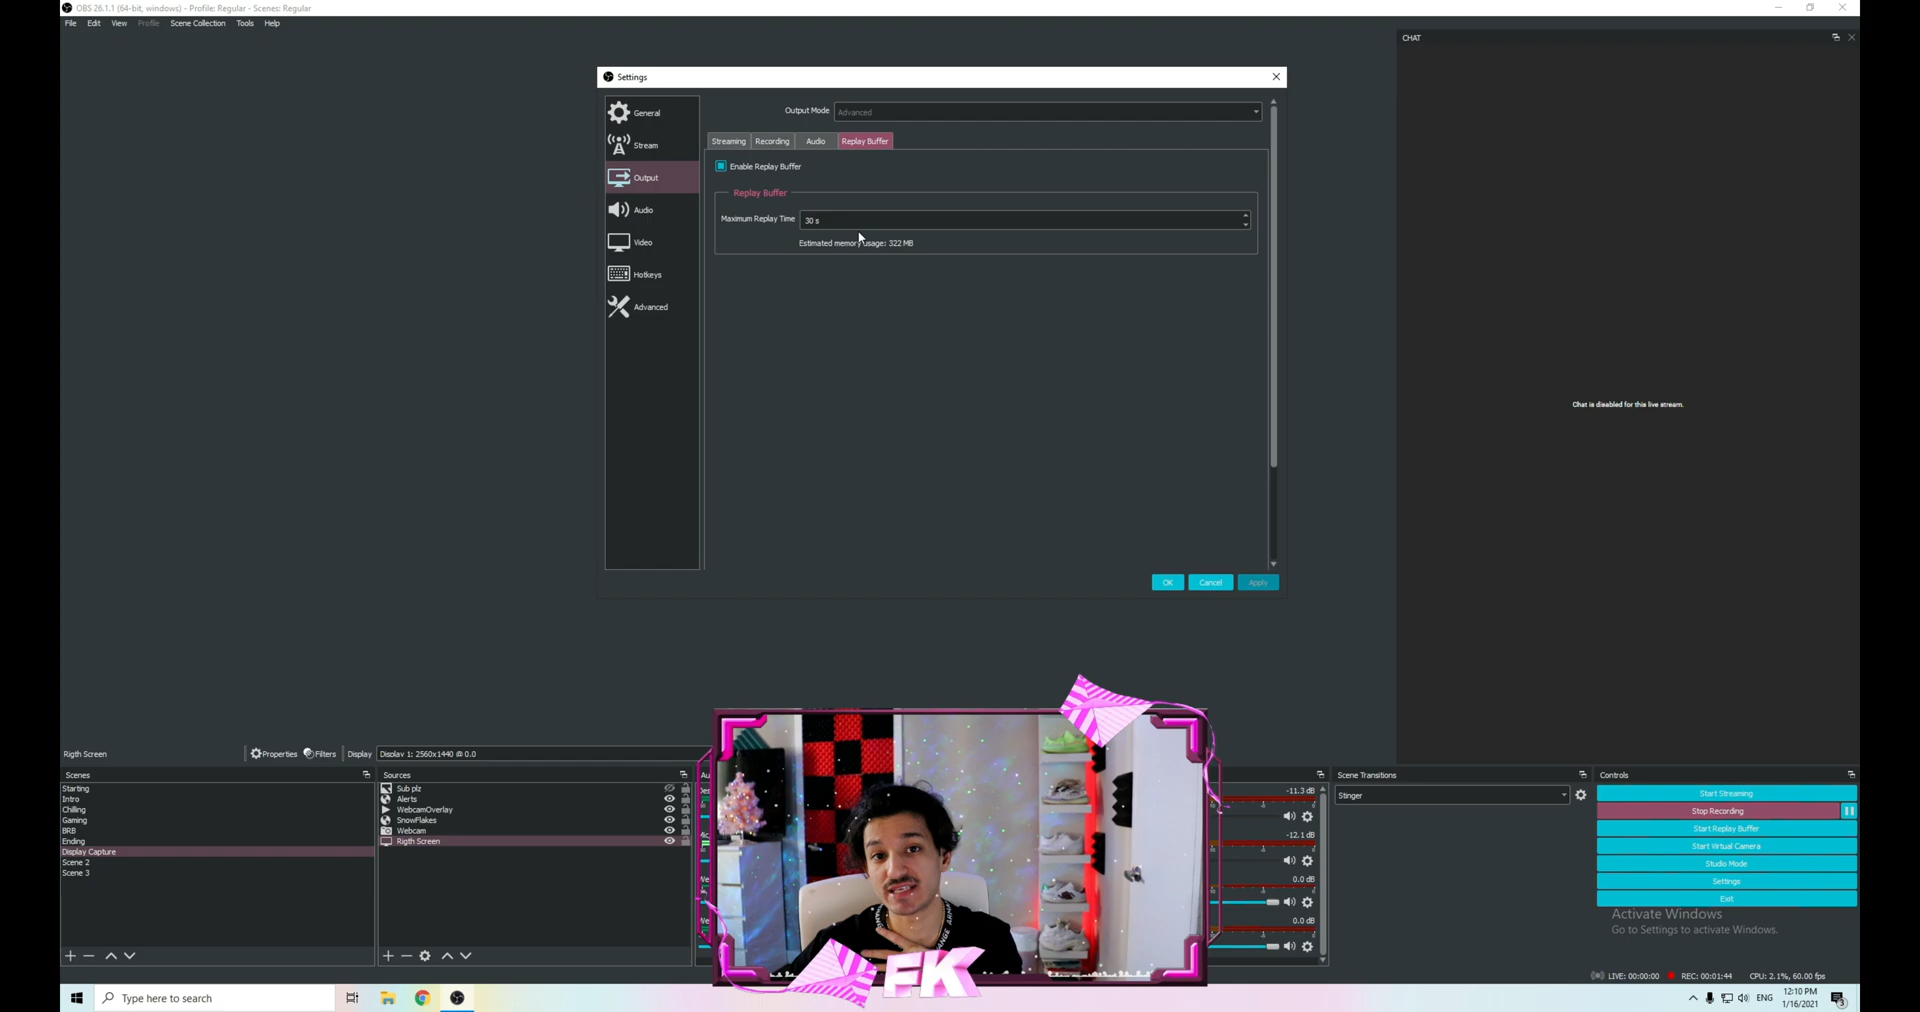 OBS 26.1.1 (64-bit, windows) - Profile: Regular - Scenes: Regular
File Edit View Profile Scene Collection Tools Help
CHAT
Settings
General
Stream
Output
Audio
Video
Hotkeys
Advanced
Output Mode Advanced
Streaming Recording Audio Replay Buffer
Enable Replay Buffer
Replay Buffer
Maximum Replay Time 30 s
Estimated memory usage: 322 MB
OK Cancel Apply
Chat is disabled for this live stream.
Rigth Screen Properties Filters Display Display 1: 2560x1440 @ 0,0
Scenes
Starting
Intro
Chilling
Gaming
BRB
Ending
Display Capture
Scene 2
Scene 3
Sources
Sub plz
Alerts
WebcamOverlay
SnowFlakes
Webcam
Rigth Screen
-11.3 dB
-12.1 dB
0.0 dB
0.0 dB
FK
Scene Transitions
Stinger
Controls
Start Streaming
Stop Recording
Start Replay Buffer
Start Virtual Camera
Studio Mode
Settings
Exit
Activate Windows
Go to Settings to activate Windows.
LIVE: 00:00:00 REC: 00:01:44 CPU: 2.1%, 60.00 fps
Type here to search
ENG
12:10 PM
1/16/2021
3